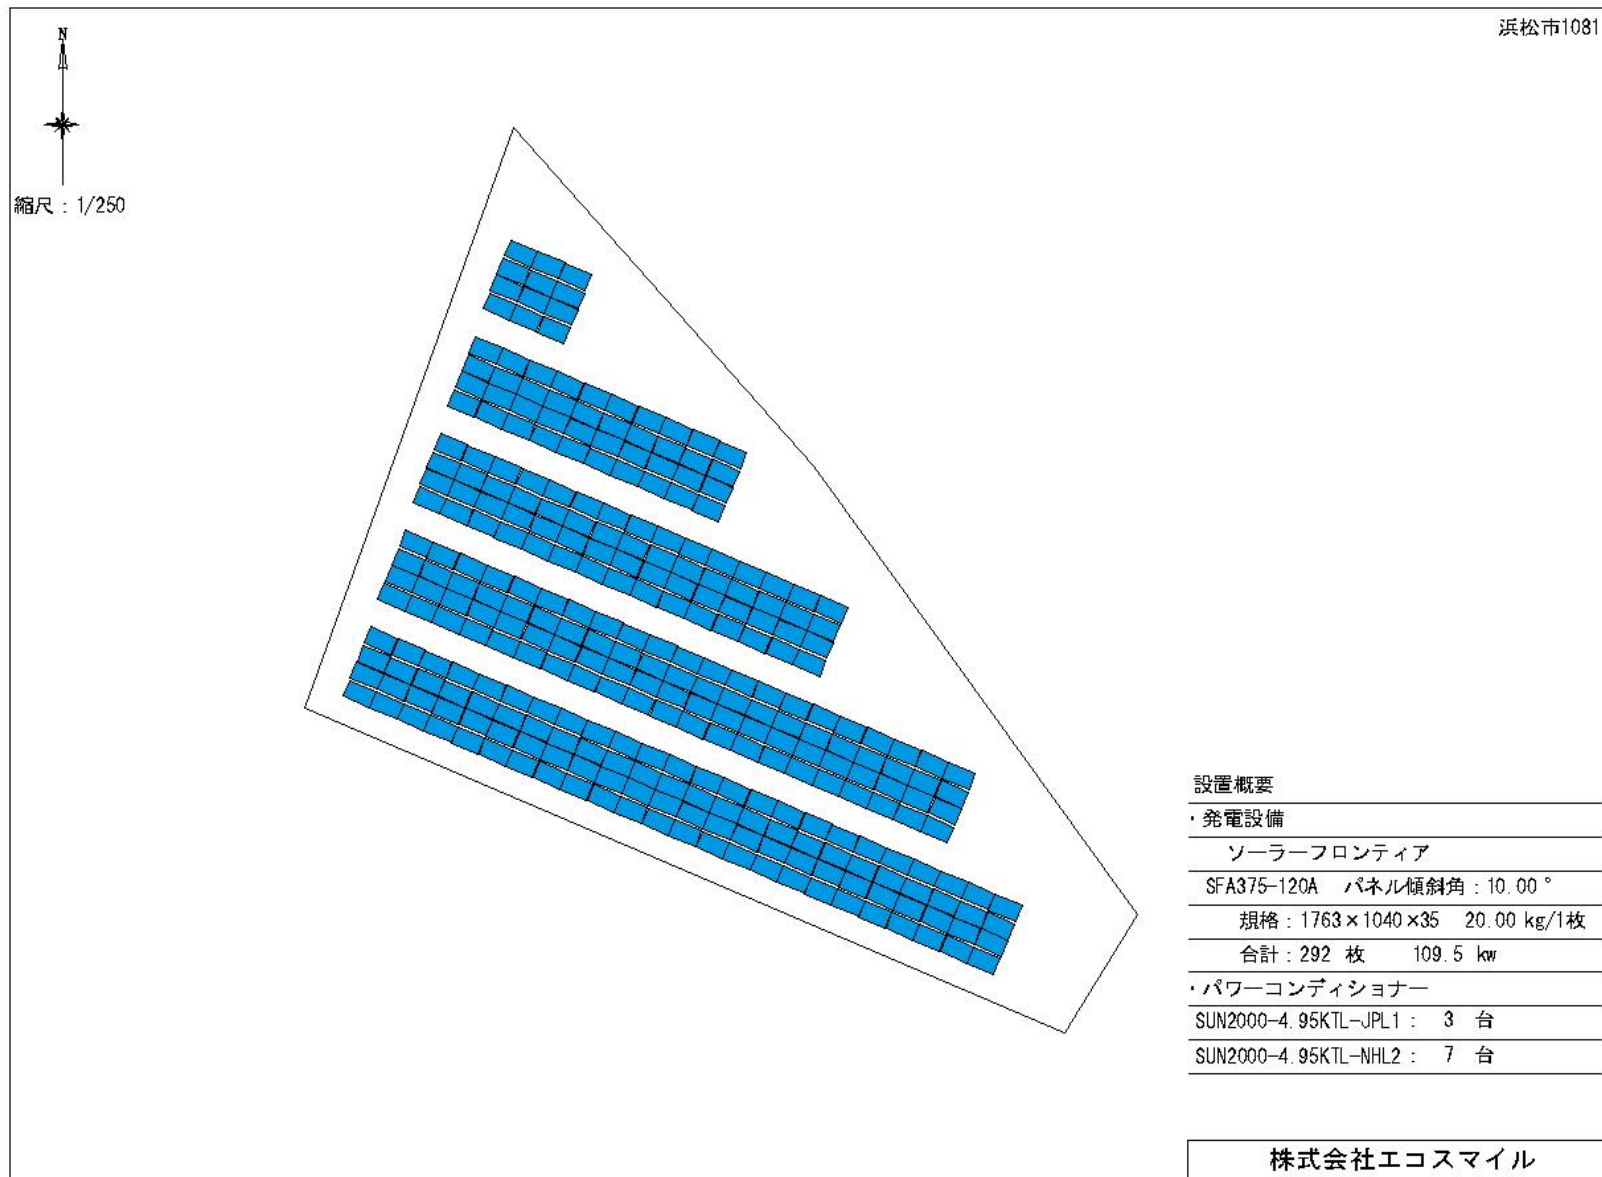 浜松市1081
N
縮尺：1/250
設置概要
・発電設備
ソーラーフロンティア
SFA375-120A　パネル傾斜角：10.00°
規格：1763×1040×35　20.00 kg/1枚
合計：292 枚　109.5 kw
・パワーコンディショナー
SUN2000-4.95KTL-JPL1： 3 台
SUN2000-4.95KTL-NHL2： 7 台
株式会社エコスマイル